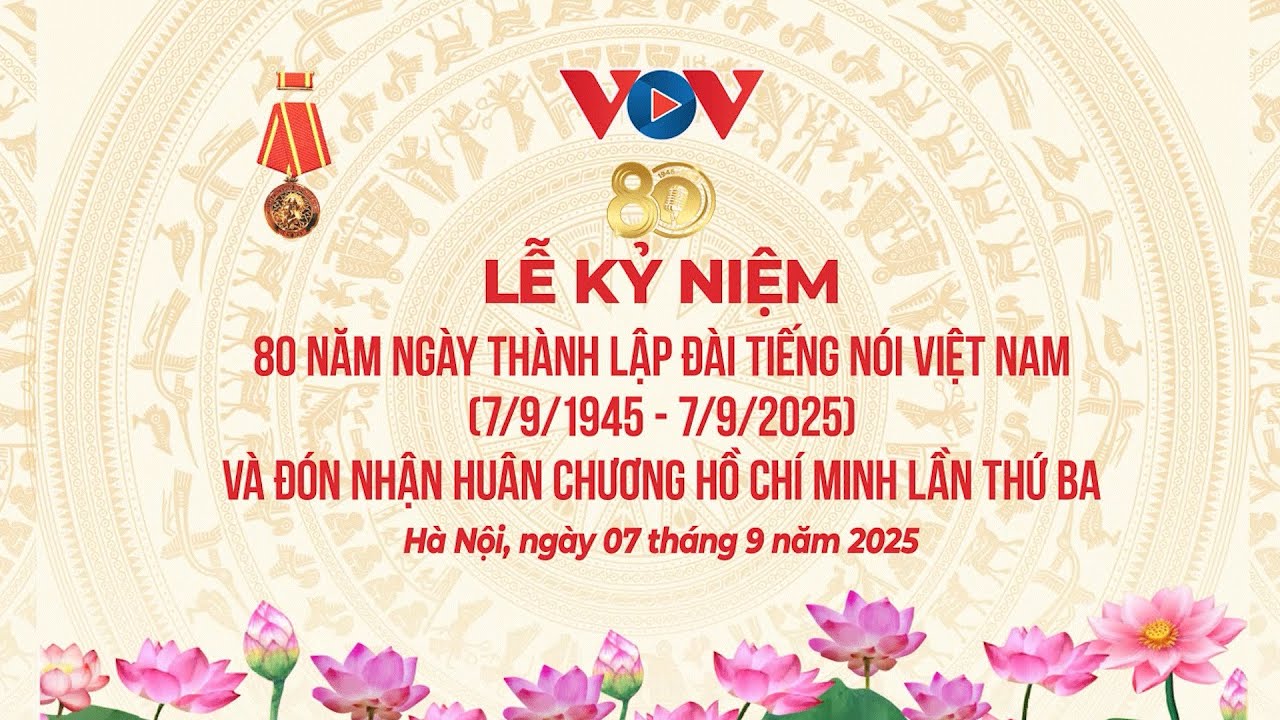 VOV
80
1945
LỄ KỶ NIỆM
80 NĂM NGÀY THÀNH LẬP ĐÀI TIẾNG NÓI VIỆT NAM
(7/9/1945 - 7/9/2025)
VÀ ĐÓN NHẬN HUÂN CHƯƠNG HỒ CHÍ MINH LẦN THỨ BA
Hà Nội, ngày 07 tháng 9 năm 2025